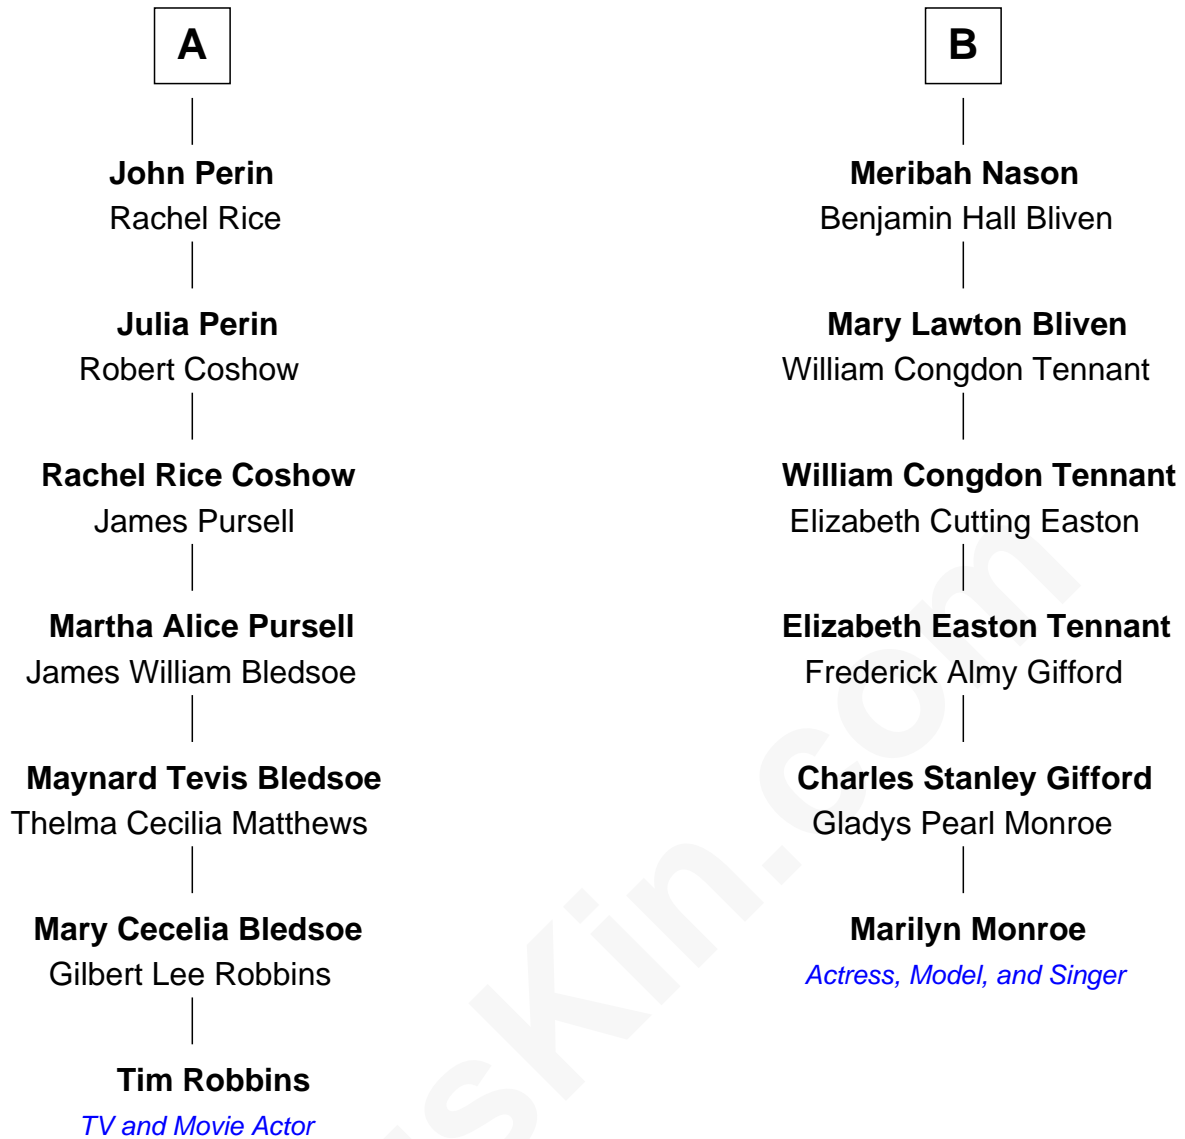 A
John Perin
Rachel Rice
Julia Perin
Robert Coshow
Rachel Rice Coshow
James Pursell
Martha Alice Pursell
James William Bledsoe
Maynard Tevis Bledsoe
Thelma Cecilia Matthews
Mary Cecelia Bledsoe
Gilbert Lee Robbins
Tim Robbins
TV and Movie Actor
B
Meribah Nason
Benjamin Hall Bliven
Mary Lawton Bliven
William Congdon Tennant
William Congdon Tennant
Elizabeth Cutting Easton
Elizabeth Easton Tennant
Frederick Almy Gifford
Charles Stanley Gifford
Gladys Pearl Monroe
Marilyn Monroe
Actress, Model, and Singer